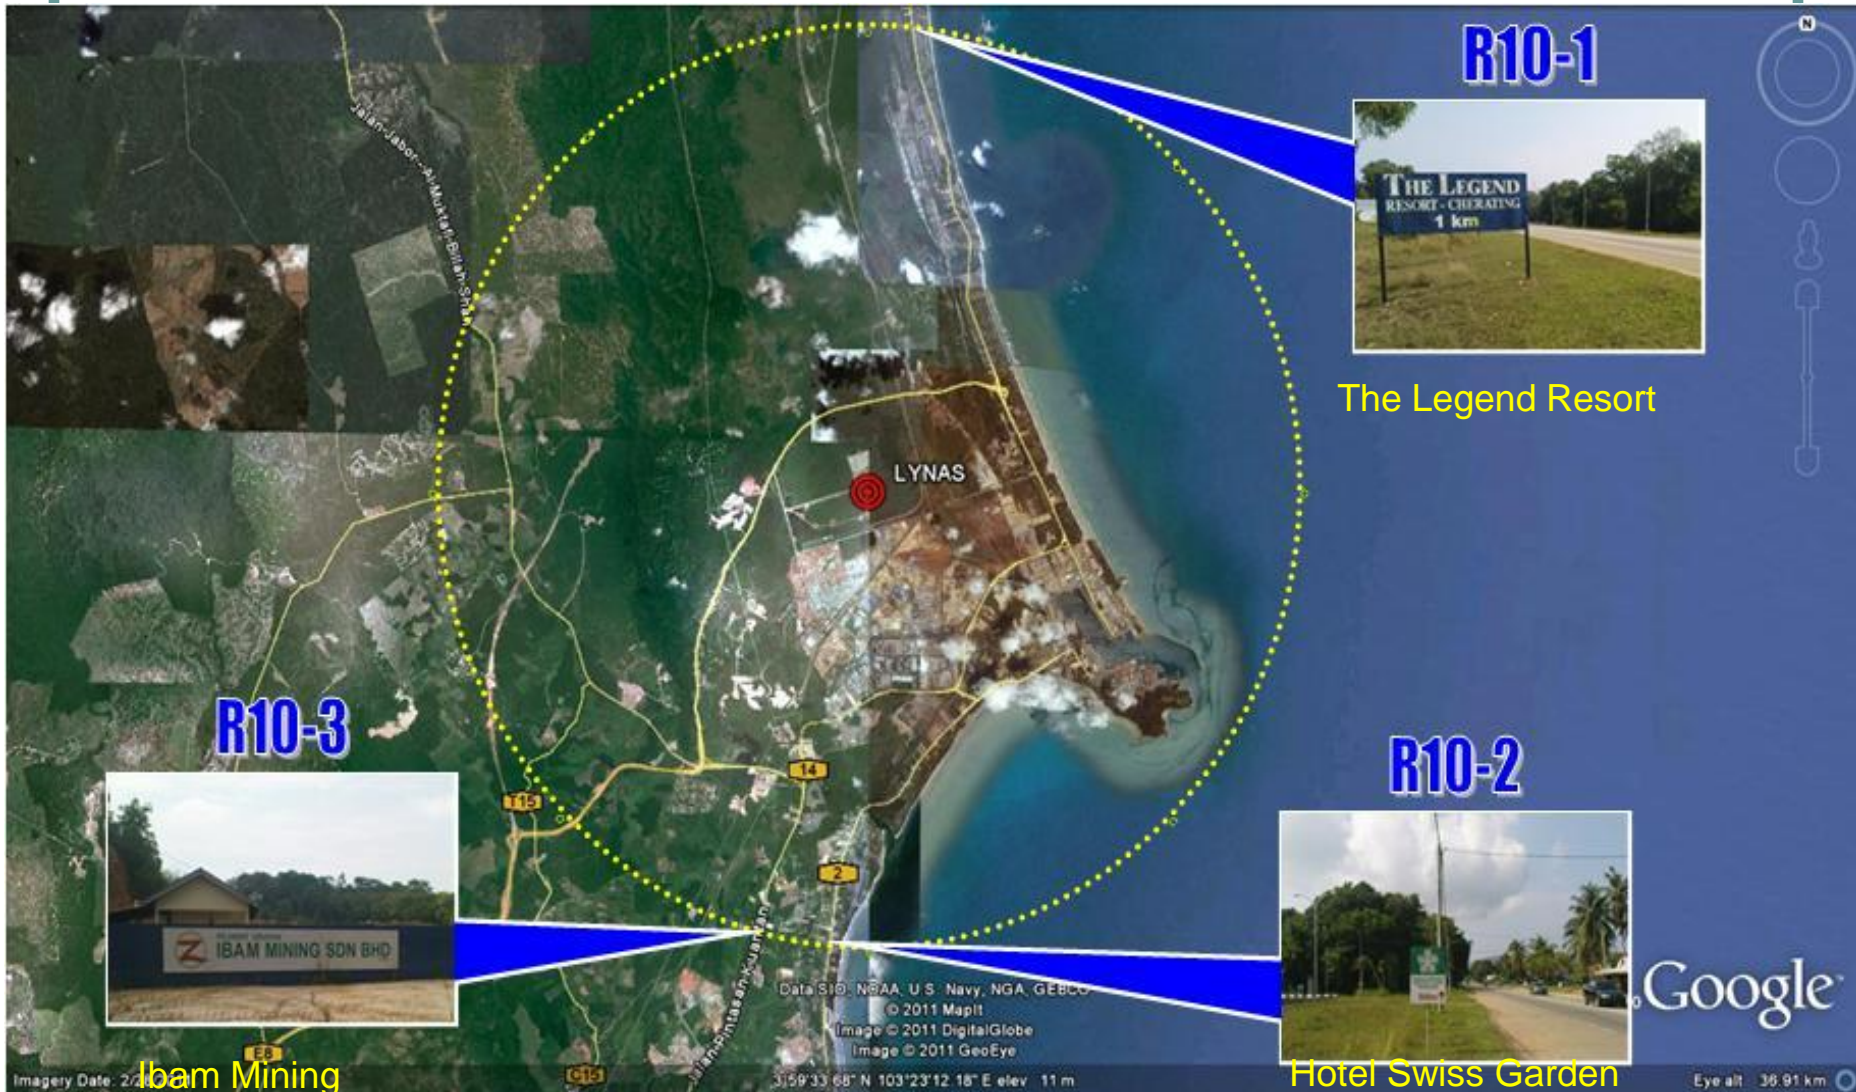 N
R10-1
THE LEGEND
RESORT - CHERATING
1 km
The Legend Resort
Jalan-Jabor-Al-Muktafi-Billah-Shah
LYNAS
R10-3
R10-2
14
T15
2
IBAM MINING SDN BHD
Jalan-Pintasan-Kuantan
Data SIO, NOAA, U.S. Navy, NGA, GEBCO
© 2011 MapIt
Image © 2011 DigitalGlobe
Image © 2011 GeoEye
Google
E8
C15
Ibam Mining
Hotel Swiss Garden
Imagery Date:
3°59'33.68" N 103°23'12.18" E elev 11 m
Eye alt 36.91 km